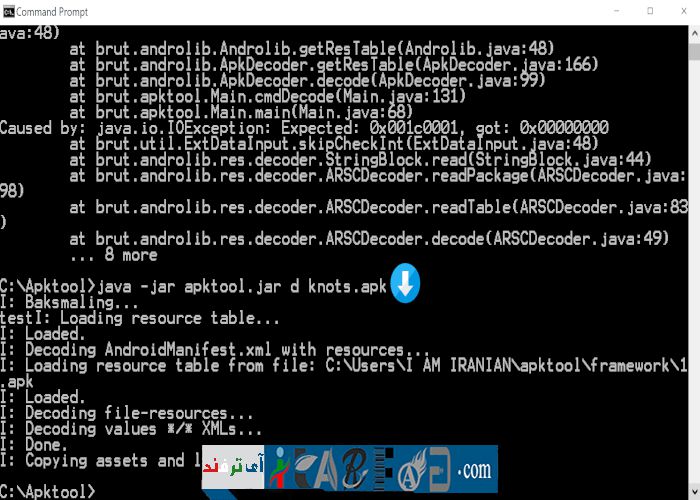 Command Prompt
ava:48)
at brut.androlib.Androlib.getResTable(Androlib.java:48)
at brut.androlib.ApkDecoder.getResTable(ApkDecoder.java:166)
at brut.androlib.ApkDecoder.decode(ApkDecoder.java:99)
at brut.apktool.Main.cmdDecode(Main.java:131)
at brut.apktool.Main.main(Main.java:68)
Caused by: java.io.IOException: Expected: 0x001c0001, got: 0x00000000
at brut.util.ExtDataInput.skipCheckInt(ExtDataInput.java:48)
at brut.androlib.res.decoder.StringBlock.read(StringBlock.java:44)
at brut.androlib.res.decoder.ARSCDecoder.readPackage(ARSCDecoder.java:
98)
at brut.androlib.res.decoder.ARSCDecoder.readTable(ARSCDecoder.java:83
)
at brut.androlib.res.decoder.ARSCDecoder.decode(ARSCDecoder.java:49)
... 8 more
C:\Apktool>java -jar apktool.jar d knots.apk
I: Baksmaling...
testI: Loading resource table...
I: Loaded.
I: Decoding AndroidManifest.xml with resources...
I: Loading resource table from file: C:\Users\I AM IRANIAN\apktool\framework\1
.apk
I: Loaded.
I: Decoding file-resources...
I: Decoding values */* XMLs...
I: Done.
I: Copying assets and l
آی ترفند
.com
C:\Apktool>